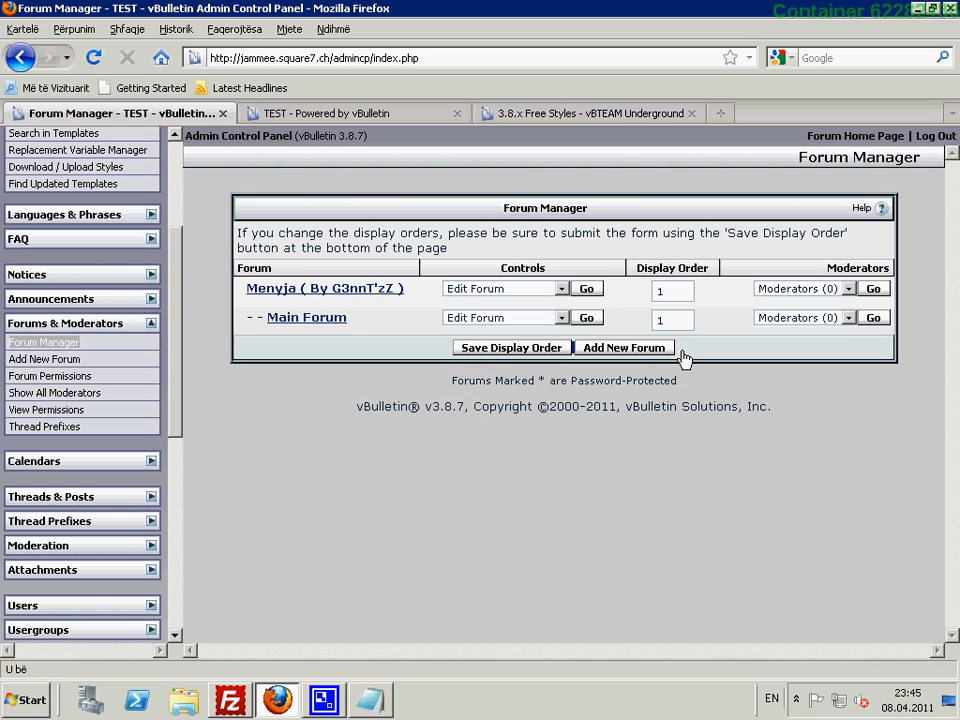 Forum Manager - TEST - vBulletin Admin Control Panel - Mozilla Firefox
Kartelë Përpunim Shfaqje Historik Faqerojtësa Mjete Ndihmë
http://jammee.square7.ch/admincp/index.php
Google
Më të Vizituarit Getting Started Latest Headlines
Forum Manager - TEST - vBulletin... TEST - Powered by vBulletin 3.8.x Free Styles - vBTEAM Underground
Search in Templates
Replacement Variable Manager
Download / Upload Styles
Find Updated Templates
Languages & Phrases
FAQ
Notices
Announcements
Forums & Moderators
Forum Manager
Add New Forum
Forum Permissions
Show All Moderators
View Permissions
Thread Prefixes
Calendars
Threads & Posts
Thread Prefixes
Moderation
Attachments
Users
Usergroups
Admin Control Panel (vBulletin 3.8.7) Forum Home Page | Log Out
Forum Manager
Forum Manager Help ?
If you change the display orders, please be sure to submit the form using the 'Save Display Order'
button at the bottom of the page
Forum Controls Display Order Moderators
Menyja ( By G3nnT'zZ ) Edit Forum Go 1 Moderators (0) Go
- - Main Forum Edit Forum Go 1 Moderators (0) Go
Save Display Order Add New Forum
Forums Marked * are Password-Protected
vBulletin® v3.8.7, Copyright ©2000-2011, vBulletin Solutions, Inc.
U bë
Start EN 23:45
08.04.2011
Container